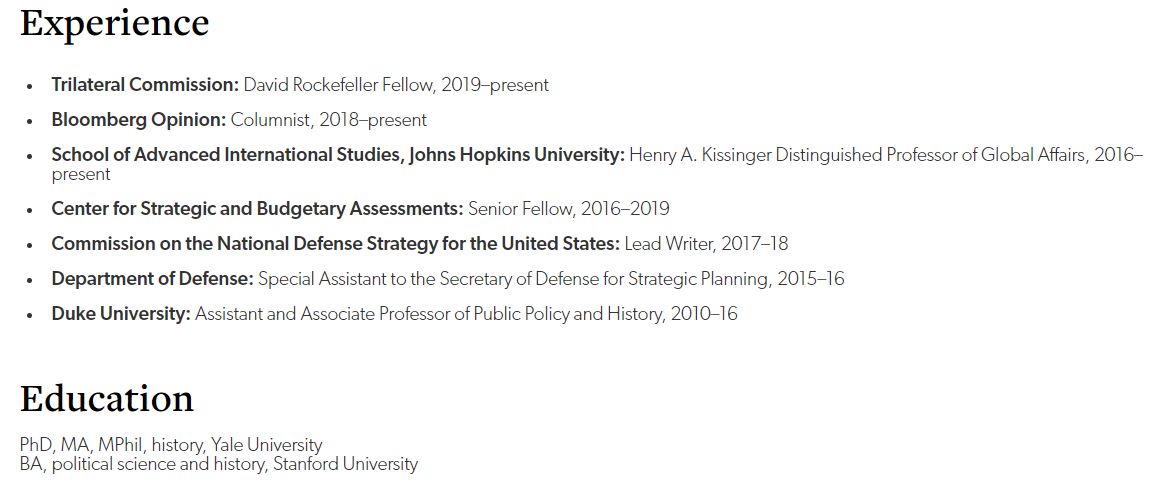 Experience
• Trilateral Commission: David Rockefeller Fellow, 2019–present
• Bloomberg Opinion: Columnist, 2018–present
• School of Advanced International Studies, Johns Hopkins University: Henry A. Kissinger Distinguished Professor of Global Affairs, 2016–
present
• Center for Strategic and Budgetary Assessments: Senior Fellow, 2016–2019
• Commission on the National Defense Strategy for the United States: Lead Writer, 2017–18
• Department of Defense: Special Assistant to the Secretary of Defense for Strategic Planning, 2015–16
• Duke University: Assistant and Associate Professor of Public Policy and History, 2010–16
Education
PhD, MA, MPhil, history, Yale University
BA, political science and history, Stanford University